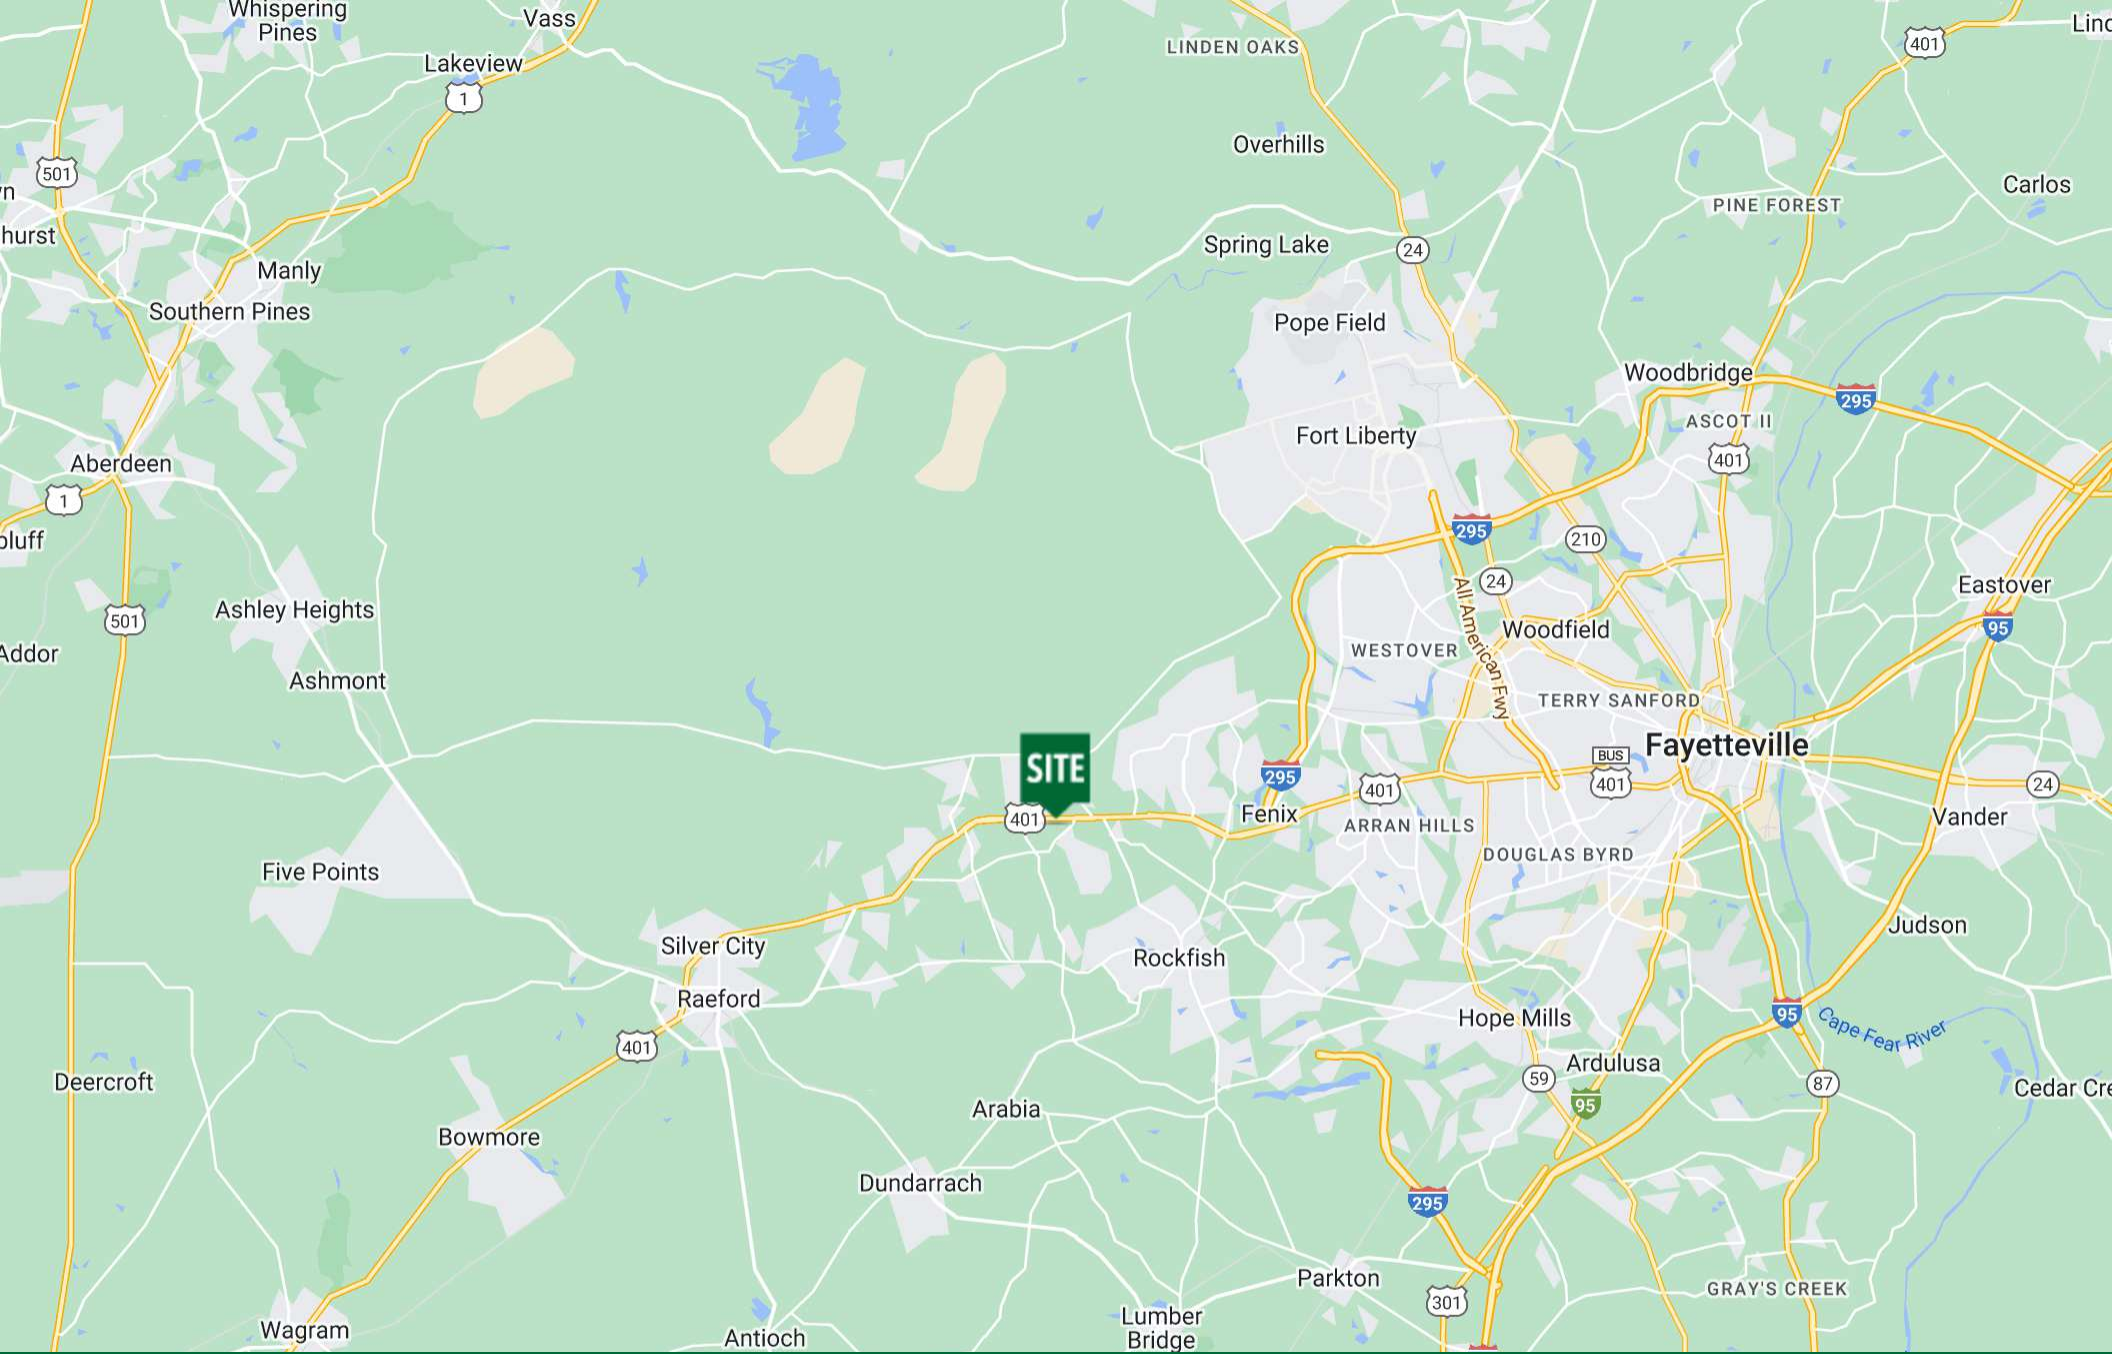 Whispering
Pines
Vass
401
LINDEN OAKS
Lakeview
1
Overhills
501
Carlos
PINE FOREST
hurst
Spring Lake
24
Manly
Southern Pines
Pope Field
Woodbridge
295
ASCOT II
Fort Liberty
401
Aberdeen
1
295
210
bluff
24
Eastover
All American Fwy
Ashley Heights
501
95
Woodfield
WESTOVER
Addor
Ashmont
TERRY SANFORD
Fayetteville
BUS
401
SITE
295
401
24
401
Fenix
ARRAN HILLS
Vander
DOUGLAS BYRD
Five Points
Judson
Silver City
Rockfish
Raeford
95
Hope Mills
Cape Fear River
401
Ardulusa
Deercroft
59
87
Cedar Cre
95
Arabia
Bowmore
Dundarrach
295
Parkton
GRAY'S CREEK
301
Lumber
Bridge
Wagram
Antioch